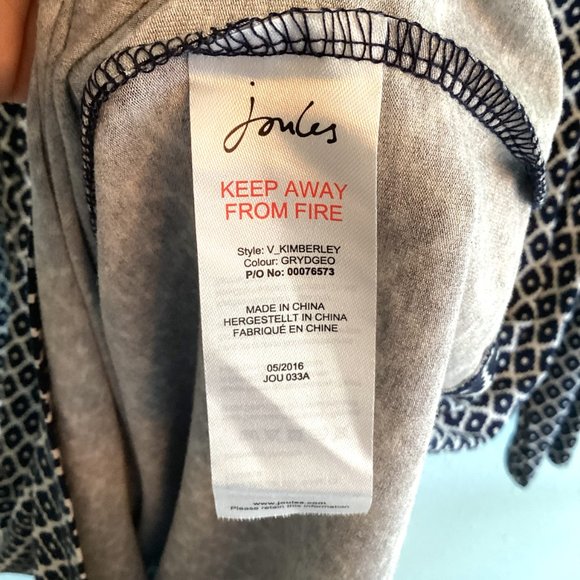 Joules
KEEP AWAY
FROM FIRE
Style: V_KIMBERLEY
Colour: GRYDGEO
P/O No: 00076573
MADE IN CHINA
HERGESTELLT IN CHINA
FABRIQUÉ EN CHINE
05/2016
JOU 033A
www.joules.com
Please retain this information